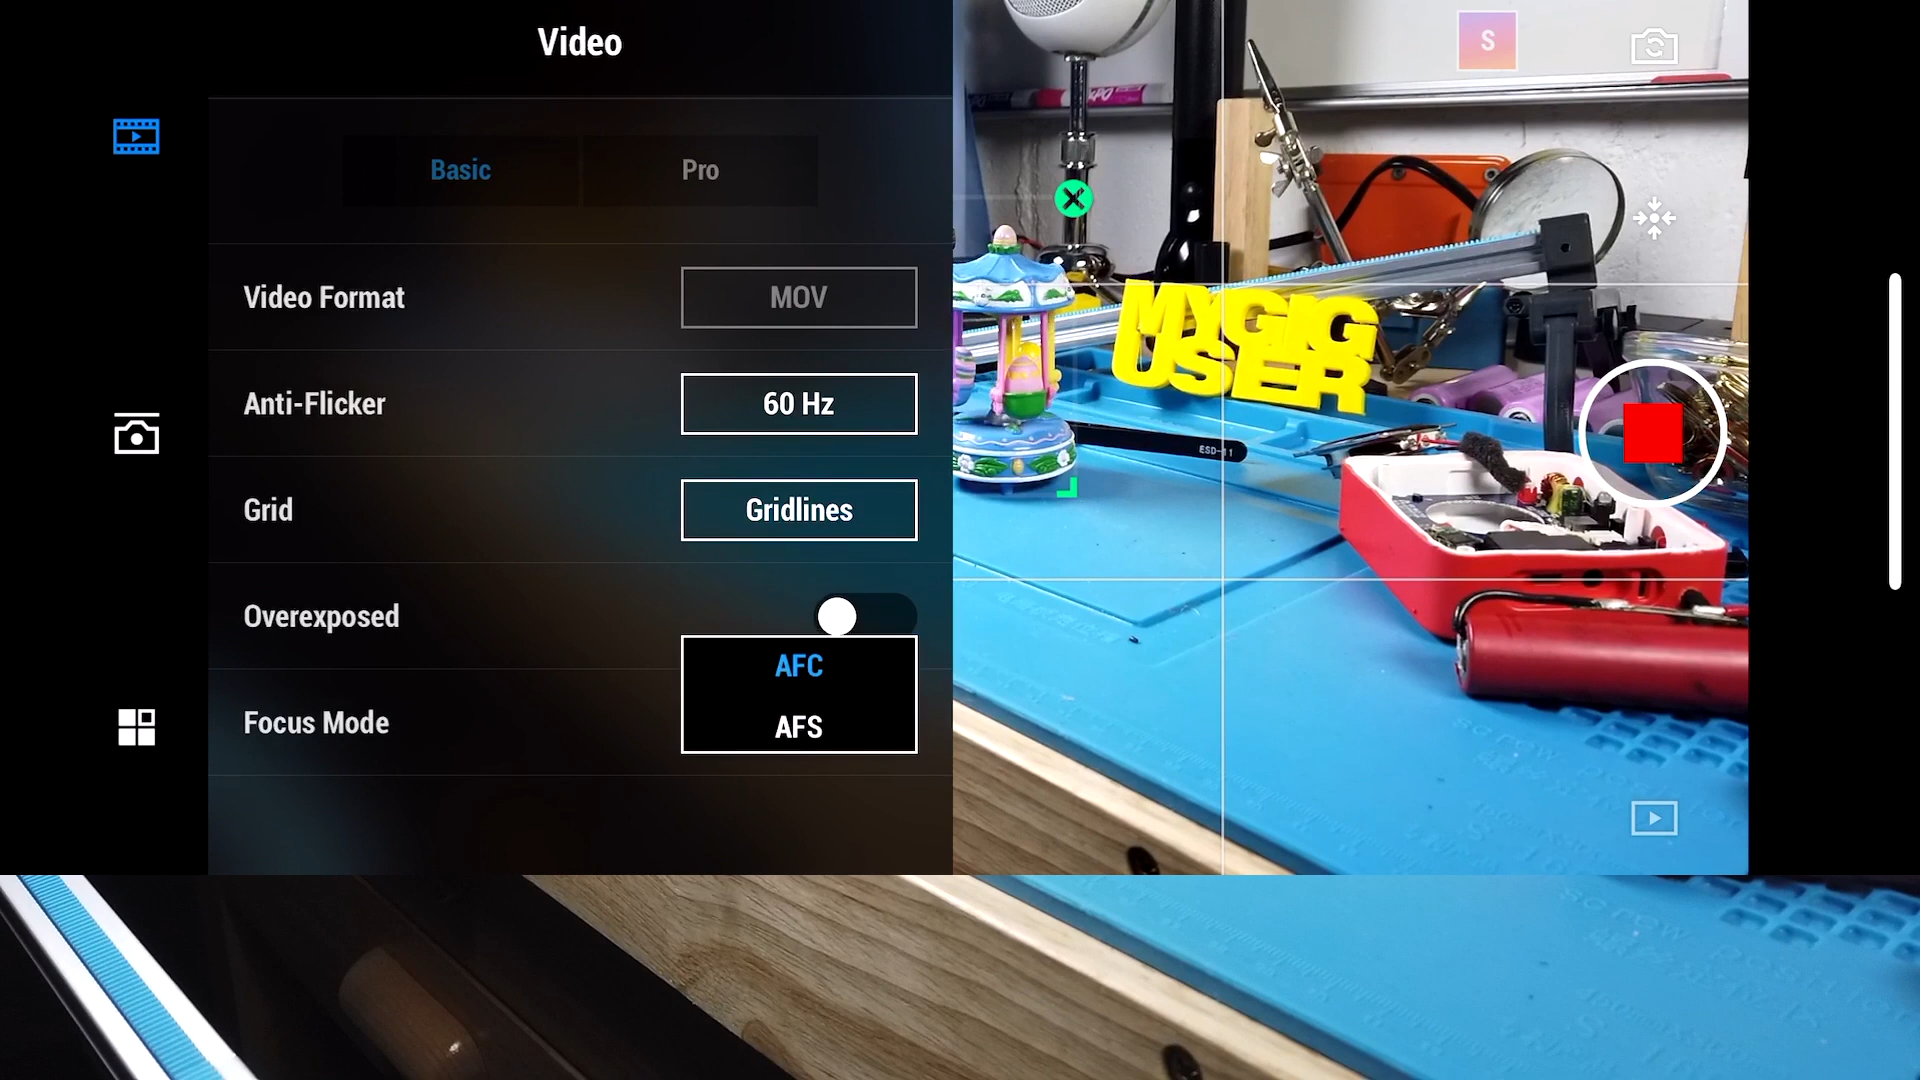 Video
S
Basic
Pro
Video Format
MOV
Anti-Flicker
60 Hz
Grid
Gridlines
Overexposed
Focus Mode
AFC
AFS
MYGIG
USER
ESD-11